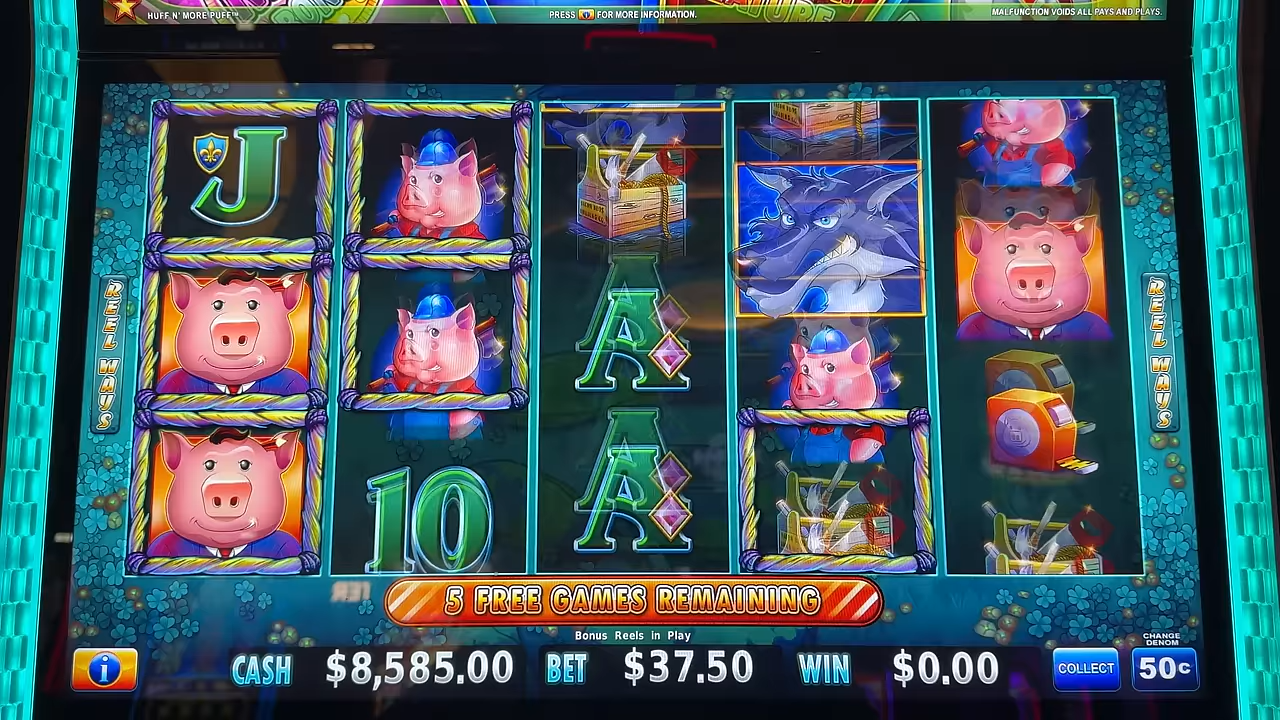 HUFF N' MORE PUFF™
PRESS i FOR MORE INFORMATION.
MALFUNCTION VOIDS ALL PAYS AND PLAYS.
J
REEL WAYS
A
A
10
REEL WAYS
5 FREE GAMES REMAINING
Bonus Reels in Play
i
CASH $8,585.00 BET $37.50 WIN $0.00
COLLECT
CHANGE
DENOM
50¢